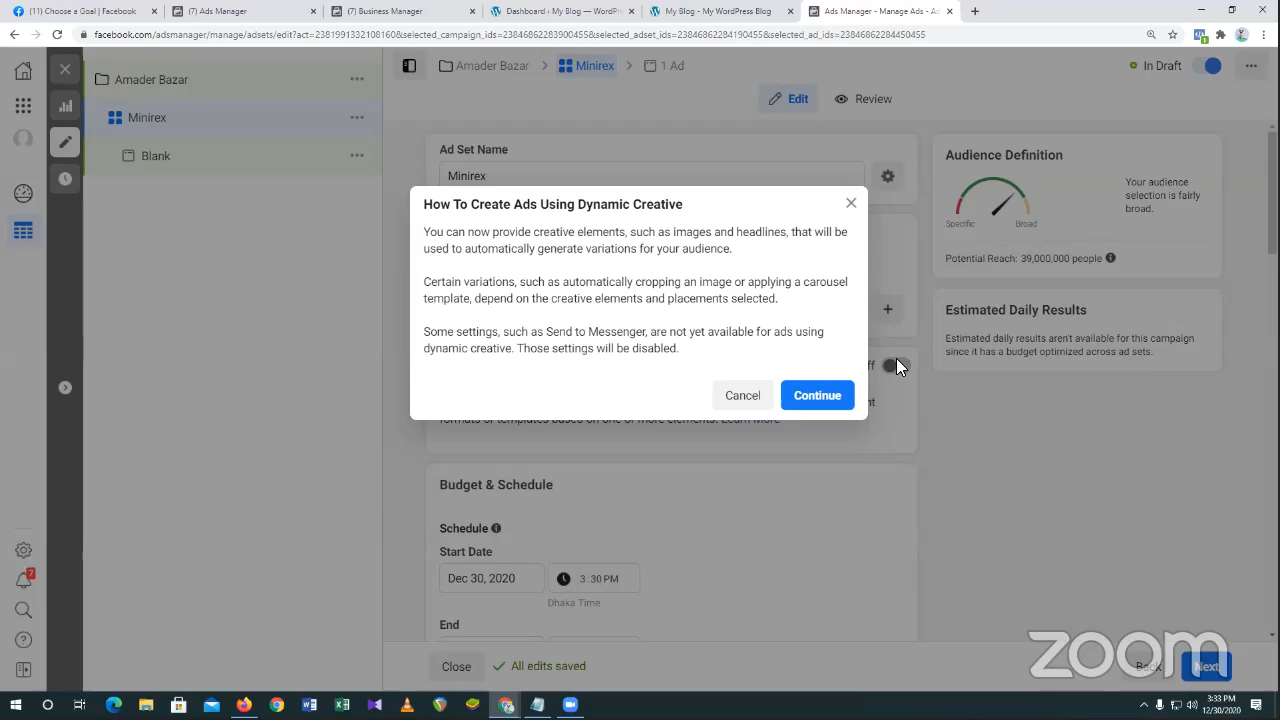 (11) Choose a Goal | Facebook
(7) Ads Manager
(7) Business Manager
Dashboard ‹ My Blog — WordPr
My Blog - My WordPress Blog
Ads Manager - Manage Ads - Ad
facebook.com/adsmanager/manage/adsets/edit?act=238199133210816​0&selected_campaign_ids=23846862283900455&selected_adset_ids=23846862284190455&selected_ad_ids=23846862284450455
Amader Bazar
Minirex
Blank
Amader Bazar
Minirex
1 Ad
In Draft
Edit
Review
Ad Set Name
Minirex
How To Create Ads Using Dynamic Creative
You can now provide creative elements, such as images and headlines, that will be
used to automatically generate variations for your audience.
Certain variations, such as automatically cropping an image or applying a carousel
template, depend on the creative elements and placements selected.
Some settings, such as Send to Messenger, are not yet available for ads using
dynamic creative. Those settings will be disabled.
Cancel
Continue
Audience Definition
Your audience
selection is fairly
broad.
Specific
Broad
Potential Reach: 39,000,000 people
Estimated Daily Results
Estimated daily results aren't available for this campaign
since it has a budget optimized across ad sets.
formats or templates based on one or more elements. Learn More
Budget & Schedule
Schedule
Start Date
Dec 30, 2020
3:30 PM
Dhaka Time
End
Close
All edits saved
Back
Next
zoom
7
3:33 PM
12/30/2020